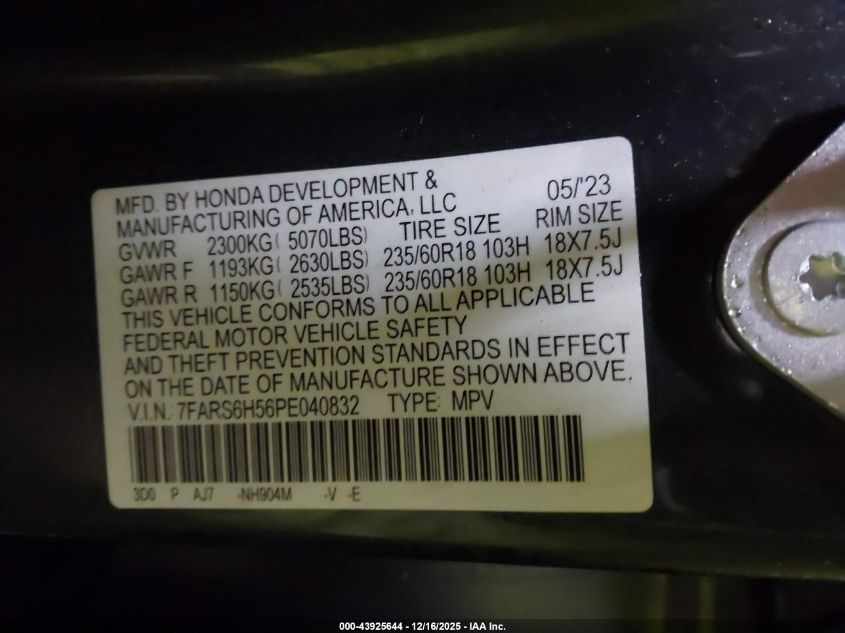 MFD. BY HONDA DEVELOPMENT & 05/'23
MANUFACTURING OF AMERICA, LLC
GVWR 2300KG( 5070LBS) TIRE SIZE RIM SIZE
GAWR F 1193KG( 2630LBS) 235/60R18 103H 18X7.5J
GAWR R 1150KG( 2535LBS) 235/60R18 103H 18X7.5J
THIS VEHICLE CONFORMS TO ALL APPLICABLE
FEDERAL MOTOR VEHICLE SAFETY
AND THEFT PREVENTION STANDARDS IN EFFECT
ON THE DATE OF MANUFACTURE SHOWN ABOVE.
V.I.N.: 7FARS6H56PE040832 TYPE: MPV
3D0 P AJ7 -NH904M -V -E
000-43925644 - 12/16/2025 - IAA Inc.